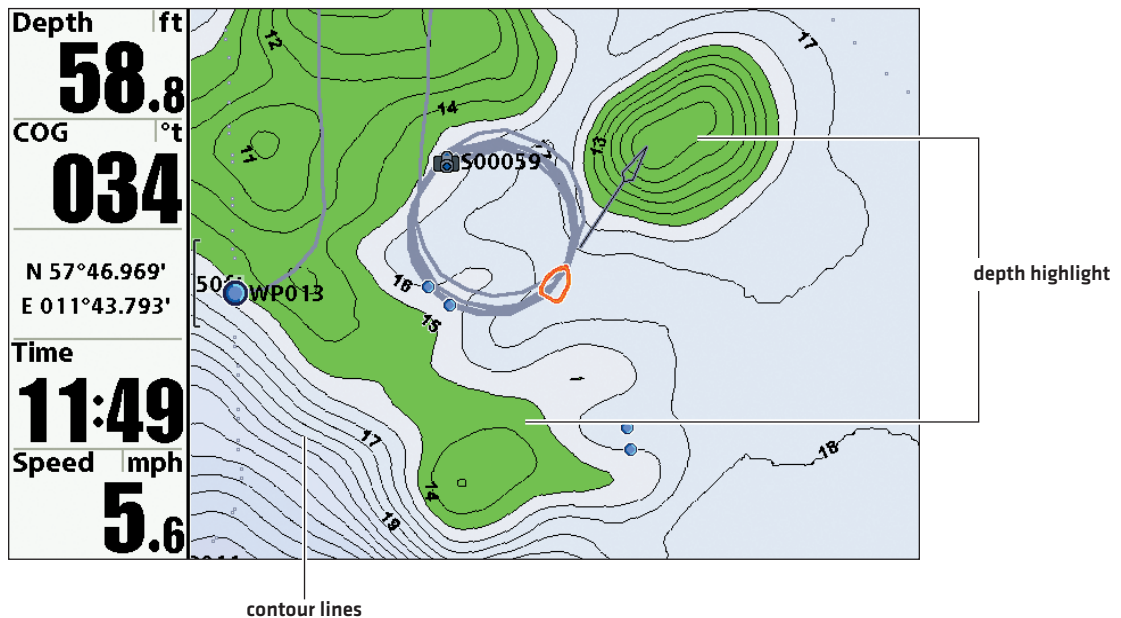 Depth ft
58.8
COG °t
034
N 57°46.969'
E 011°43.793'
Time
11:49
Speed mph
5.6
12
17
14
13
11
S00059
WP013
16
15
17
14
19
18
depth highlight
contour lines